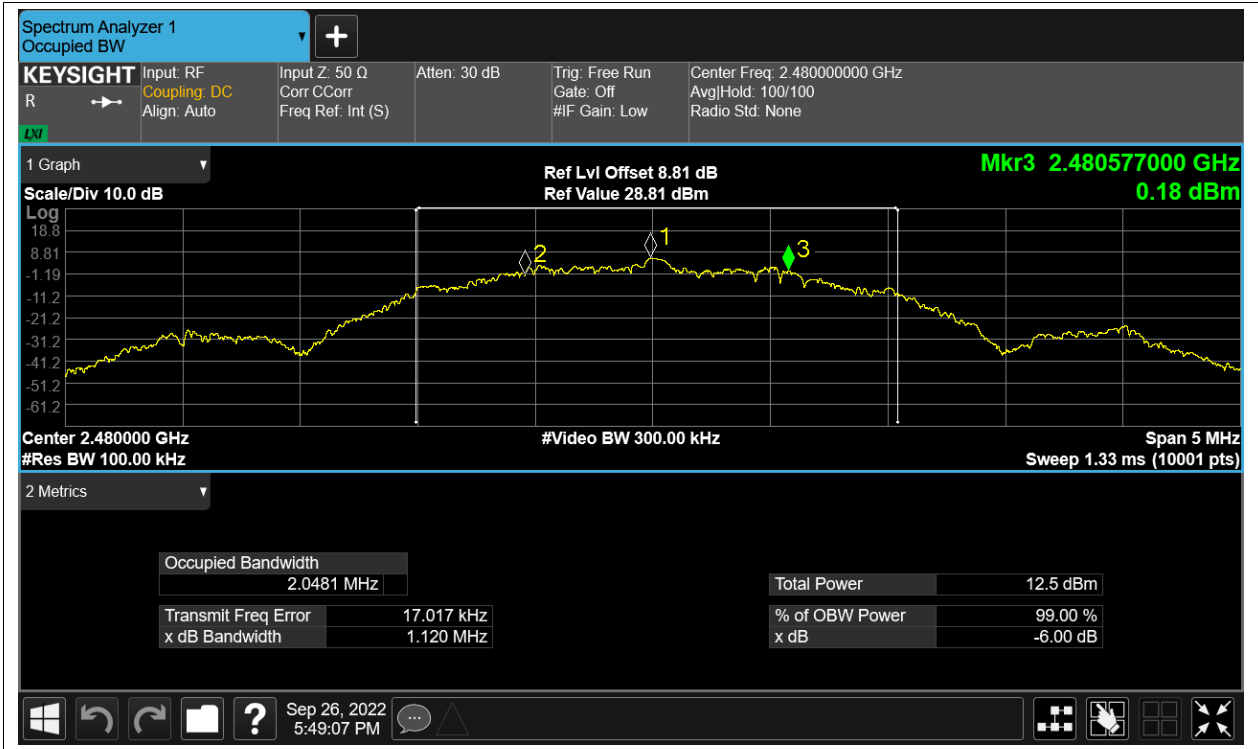 Spectrum Analyzer 1
Occupied BW
KEYSIGHT
R
LXI
Input: RF
Coupling: DC
Align: Auto
Input Z: 50 Ω
Corr CCorr
Freq Ref: Int (S)
Atten: 30 dB
Trig: Free Run
Gate: Off
#IF Gain: Low
Center Freq: 2.480000000 GHz
Avg|Hold: 100/100
Radio Std: None
1 Graph
Scale/Div 10.0 dB
Ref Lvl Offset 8.81 dB
Ref Value 28.81 dBm
Mkr3 2.480577000 GHz
0.18 dBm
Log
18.8
8.81
-1.19
-11.2
-21.2
-31.2
-41.2
-51.2
-61.2
2
1
3
Center 2.480000 GHz
#Res BW 100.00 kHz
#Video BW 300.00 kHz
Span 5 MHz
Sweep 1.33 ms (10001 pts)
2 Metrics
Occupied Bandwidth
2.0481 MHz
Transmit Freq Error 17.017 kHz
x dB Bandwidth 1.120 MHz
Total Power 12.5 dBm
% of OBW Power 99.00 %
x dB -6.00 dB
?
Sep 26, 2022
5:49:07 PM